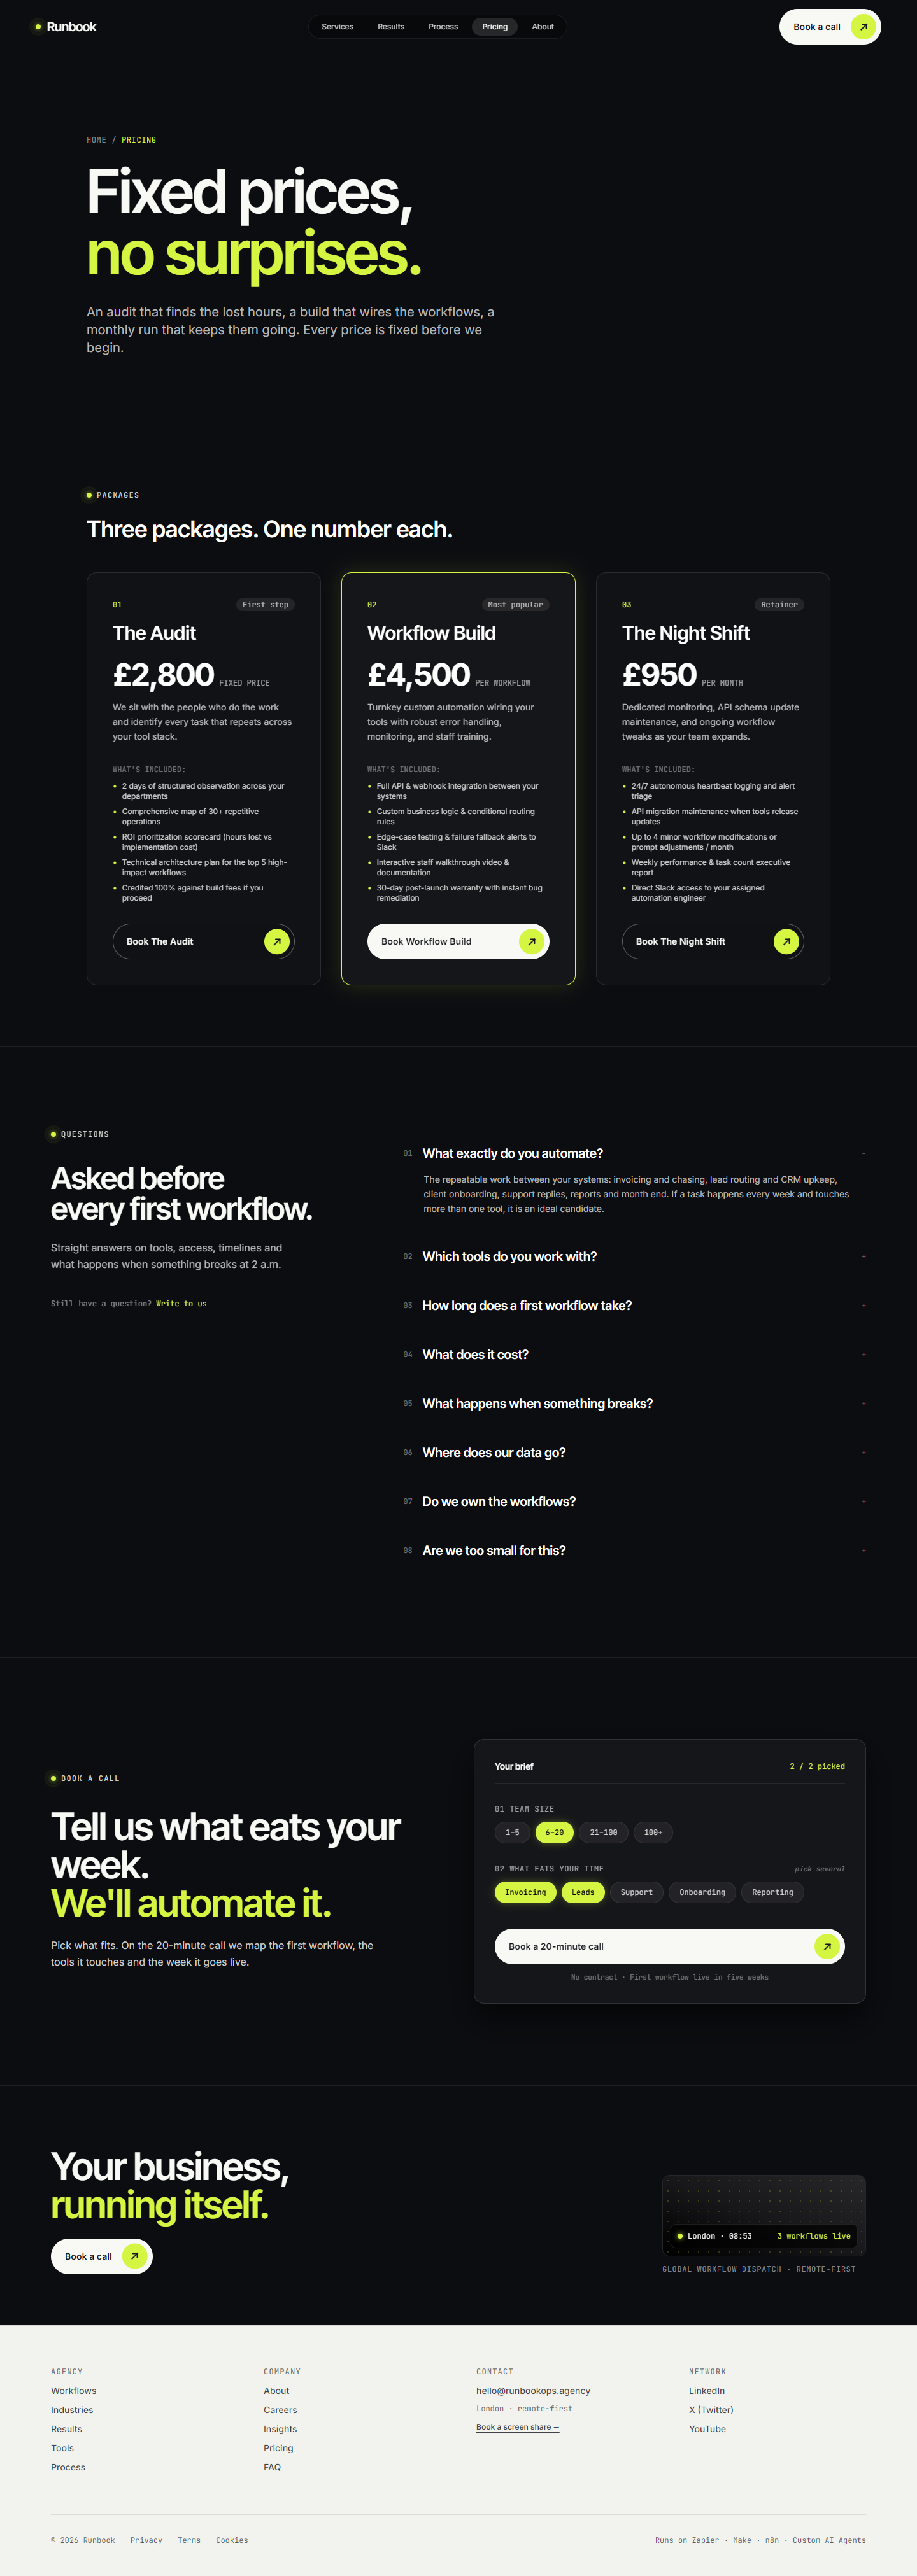 Runbook
Services
Results
Process
Pricing
About
Book a call
HOME / PRICING
Fixed prices,
no surprises.
An audit that finds the lost hours, a build that wires the workflows, a
monthly run that keeps them going. Every price is fixed before we
begin.
PACKAGES
Three packages. One number each.
01
First step
The Audit
£2,800 FIXED PRICE
We sit with the people who do the work
and identify every task that repeats across
your tool stack.
WHAT'S INCLUDED:
2 days of structured observation across your
departments
Comprehensive map of 30+ repetitive
operations
ROI prioritization scorecard (hours lost vs
implementation cost)
Technical architecture plan for the top 5 high-
impact workflows
Credited 100% against build fees if you
proceed
Book The Audit
02
Most popular
Workflow Build
£4,500 PER WORKFLOW
Turnkey custom automation wiring your
tools with robust error handling,
monitoring, and staff training.
WHAT'S INCLUDED:
Full API & webhook integration between your
systems
Custom business logic & conditional routing
rules
Edge-case testing & failure fallback alerts to
Slack
Interactive staff walkthrough video &
documentation
30-day post-launch warranty with instant bug
remediation
Book Workflow Build
03
Retainer
The Night Shift
£950 PER MONTH
Dedicated monitoring, API schema update
maintenance, and ongoing workflow
tweaks as your team expands.
WHAT'S INCLUDED:
24/7 autonomous heartbeat logging and alert
triage
API migration maintenance when tools release
updates
Up to 4 minor workflow modifications or
prompt adjustments / month
Weekly performance & task count executive
report
Direct Slack access to your assigned
automation engineer
Book The Night Shift
QUESTIONS
Asked before
every first workflow.
Straight answers on tools, access, timelines and
what happens when something breaks at 2 a.m.
Still have a question? Write to us
01 What exactly do you automate? -
The repeatable work between your systems: invoicing and chasing, lead routing and CRM upkeep,
client onboarding, support replies, reports and month end. If a task happens every week and touches
more than one tool, it is an ideal candidate.
02 Which tools do you work with? +
03 How long does a first workflow take? +
04 What does it cost? +
05 What happens when something breaks? +
06 Where does our data go? +
07 Do we own the workflows? +
08 Are we too small for this? +
BOOK A CALL
Tell us what eats your
week.
We'll automate it.
Pick what fits. On the 20-minute call we map the first workflow, the
tools it touches and the week it goes live.
Your brief
2 / 2 picked
01 TEAM SIZE
1–5
6–20
21–100
100+
02 WHAT EATS YOUR TIME
pick several
Invoicing
Leads
Support
Onboarding
Reporting
Book a 20-minute call
No contract · First workflow live in five weeks
Your business,
running itself.
Book a call
London · 08:53
3 workflows live
GLOBAL WORKFLOW DISPATCH · REMOTE-FIRST
AGENCY
Workflows
Industries
Results
Tools
Process
COMPANY
About
Careers
Insights
Pricing
FAQ
CONTACT
hello@runbookops.agency
London · remote-first
Book a screen share →
NETWORK
LinkedIn
X (Twitter)
YouTube
© 2026 Runbook
Privacy
Terms
Cookies
Runs on Zapier · Make · n8n · Custom AI Agents